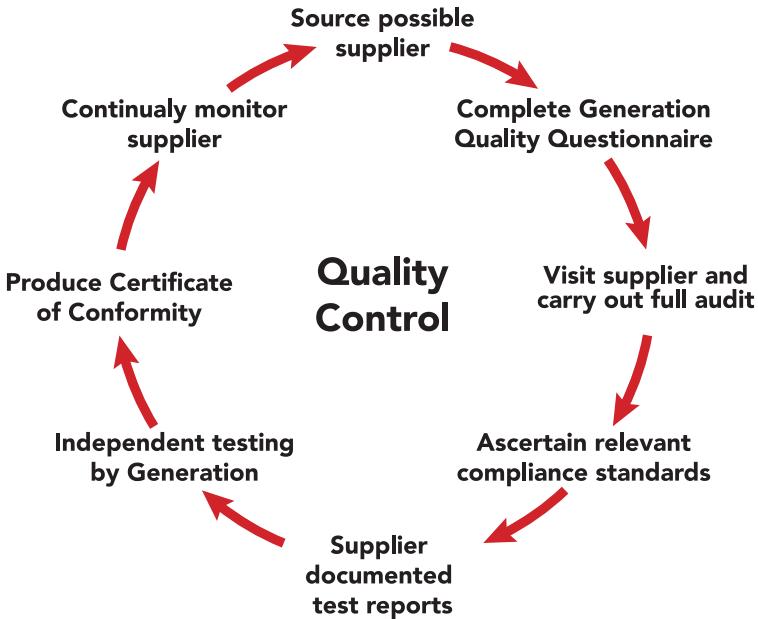 Source possible
supplier
Complete Generation
Quality Questionnaire
Visit supplier and
carry out full audit
Ascertain relevant
compliance standards
Supplier
documented
test reports
Independent testing
by Generation
Produce Certificate
of Conformity
Continualy monitor
supplier
Quality
Control